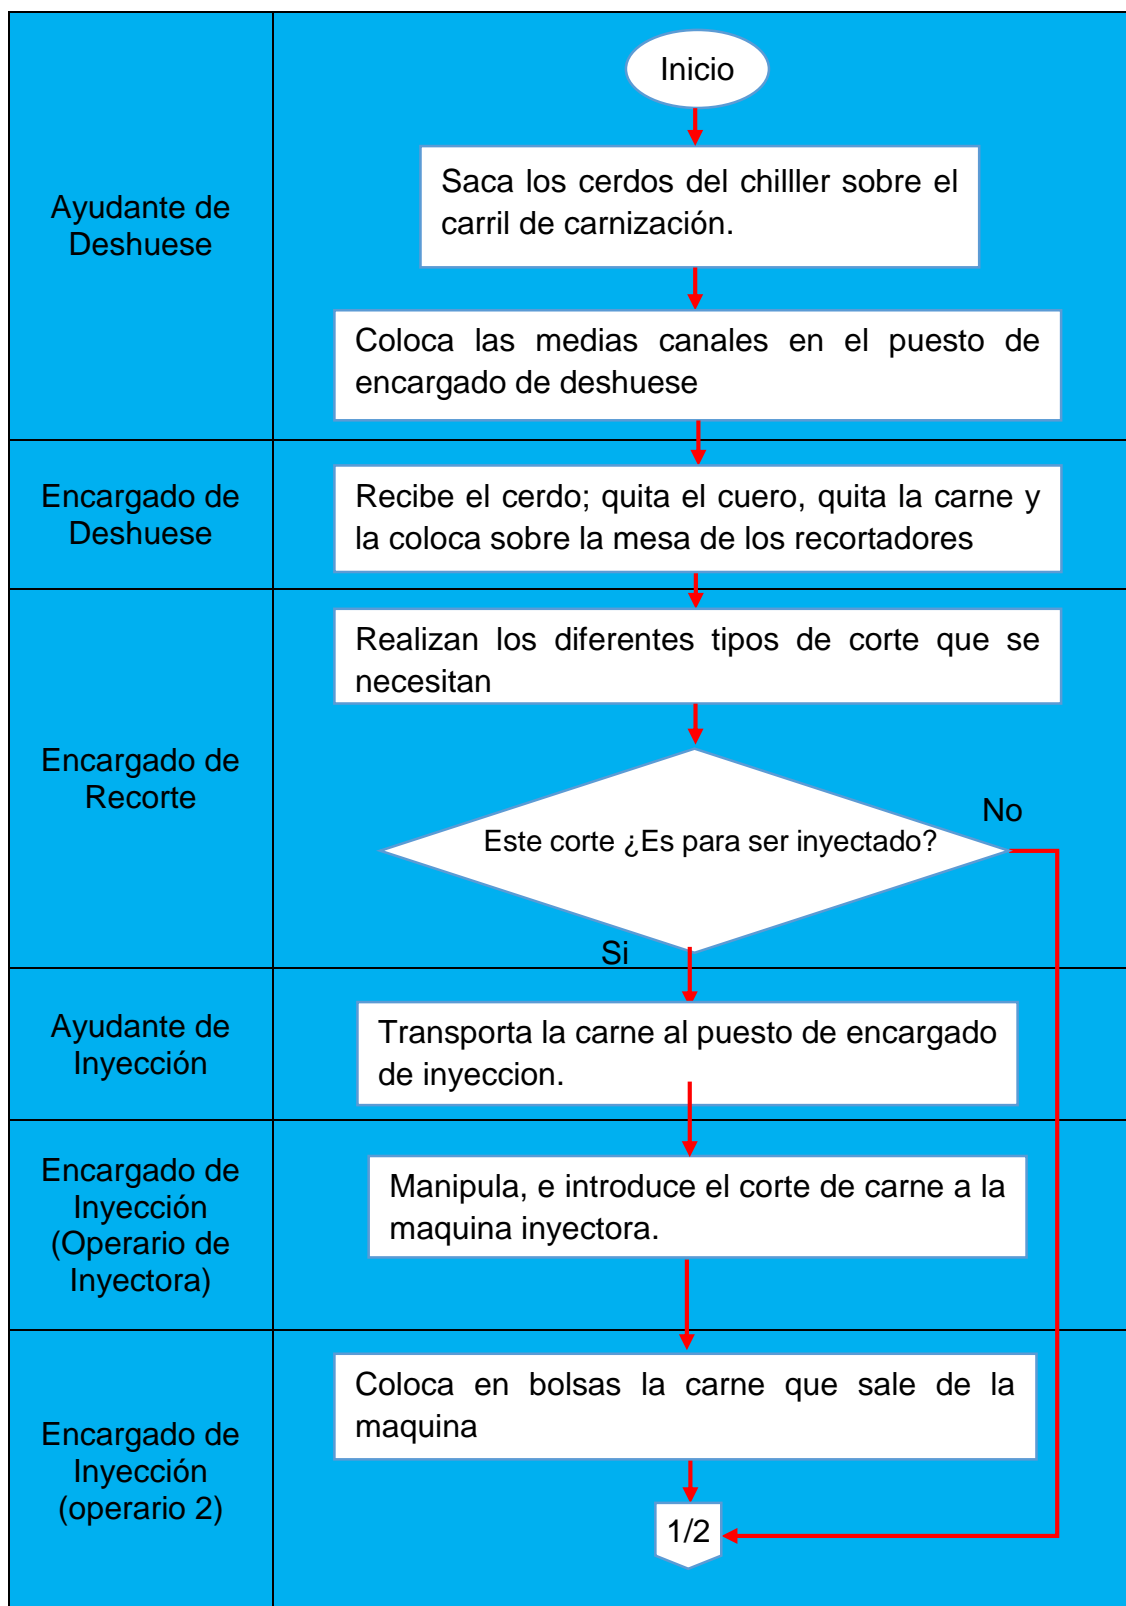 Inicio
Ayudante de
Deshuese
Saca los cerdos del chilller sobre el
carril de carnización.
Coloca las medias canales en el puesto de
encargado de deshuese
Encargado de
Deshuese
Recibe el cerdo; quita el cuero, quita la carne y
la coloca sobre la mesa de los recortadores
Encargado de
Recorte
Realizan los diferentes tipos de corte que se
necesitan
Este corte ¿Es para ser inyectado?
No
Si
Ayudante de
Inyección
Transporta la carne al puesto de encargado
de inyeccion.
Encargado de
Inyección
(Operario de
Inyectora)
Manipula, e introduce el corte de carne a la
maquina inyectora.
Encargado de
Inyección
(operario 2)
Coloca en bolsas la carne que sale de la
maquina
1/2